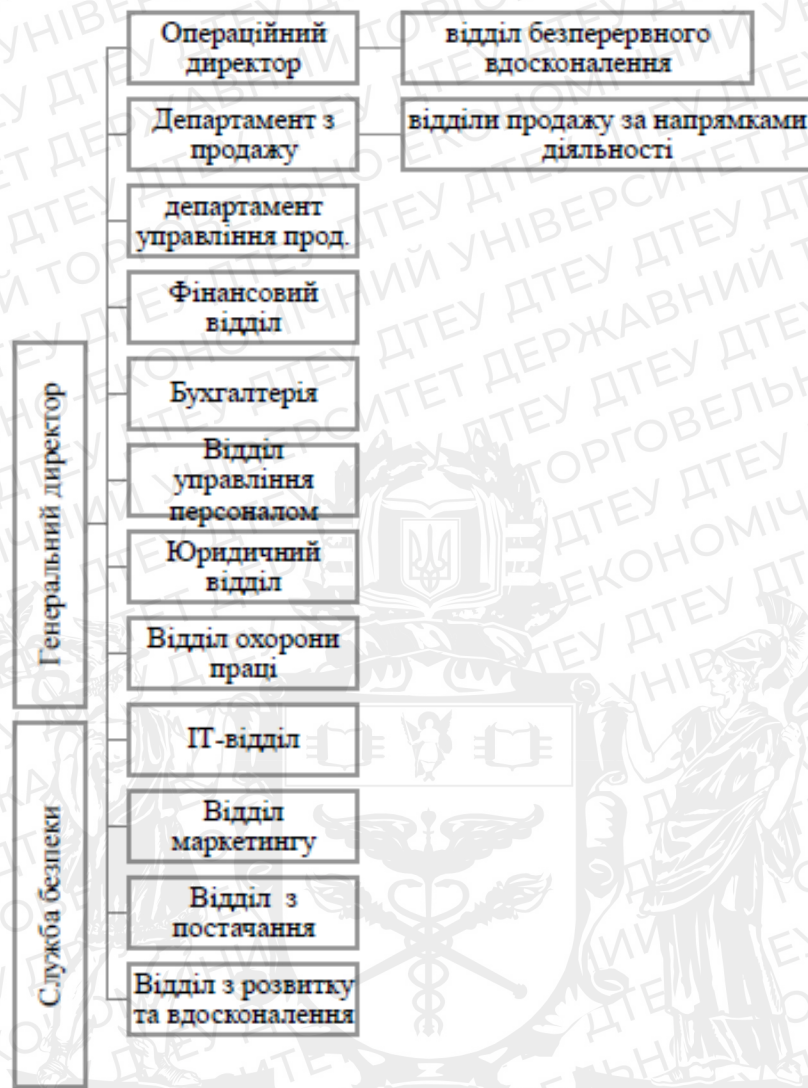 Операційний
директор
відділ безперервного
вдосконалення
Департамент з
продажу
відділи продажу за напрямками
діяльності
департамент
управління прод.
Фінансовий
відділ
Бухгалтерія
Відділ
управління
персоналом
Юридичний
відділ
Відділ охорони
праці
ІТ-відділ
Відділ
маркетингу
Відділ з
постачання
Відділ з розвитку
та вдосконалення
Генеральний директор
Служба безпеки